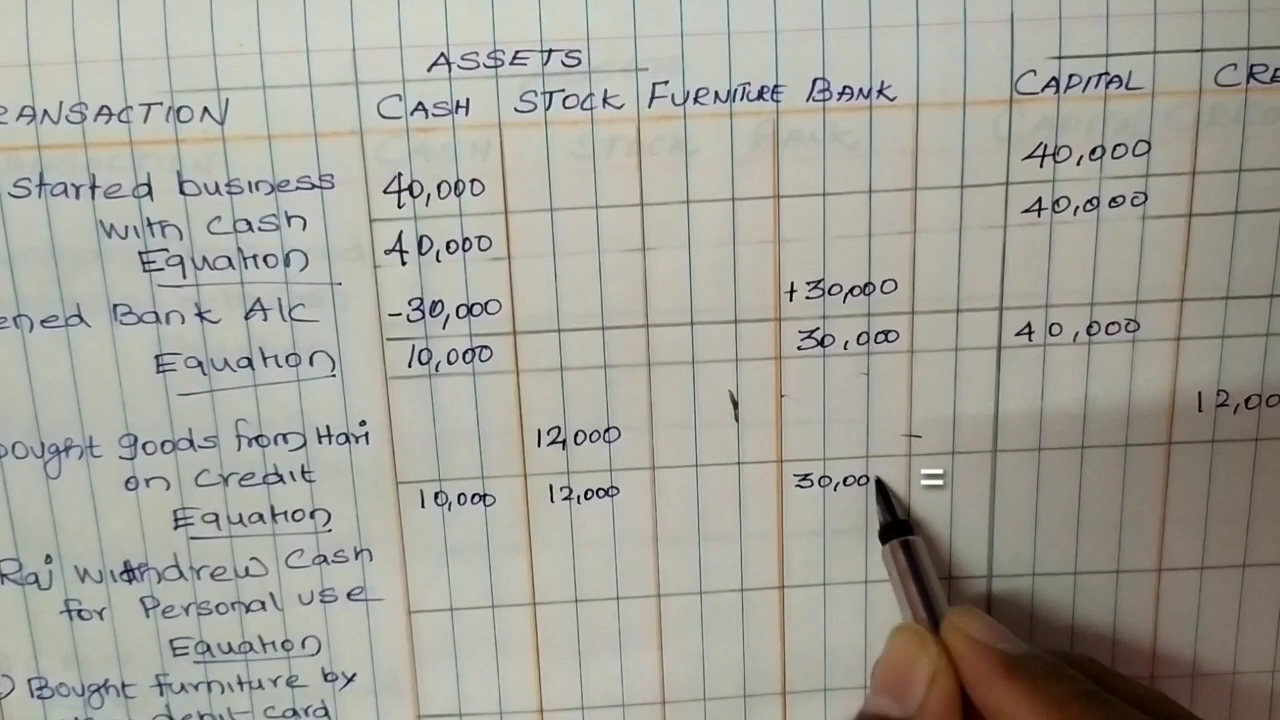 ASSETS
RANSACTION CASH STOCK FURNITURE BANK CAPITAL CRE
40,000
Started business 40,000
with cash 40,000
Equation 40,000
ened Bank A/c -30,000 +30,000
Equation 10,000 30,000 40,000
12,00
bought goods from Hari 12,000
on credit
Equation 10,000 12,000 30,00 =
Raj withdrew Cash
for Personal use
Equation
) Bought furniture by
debit card